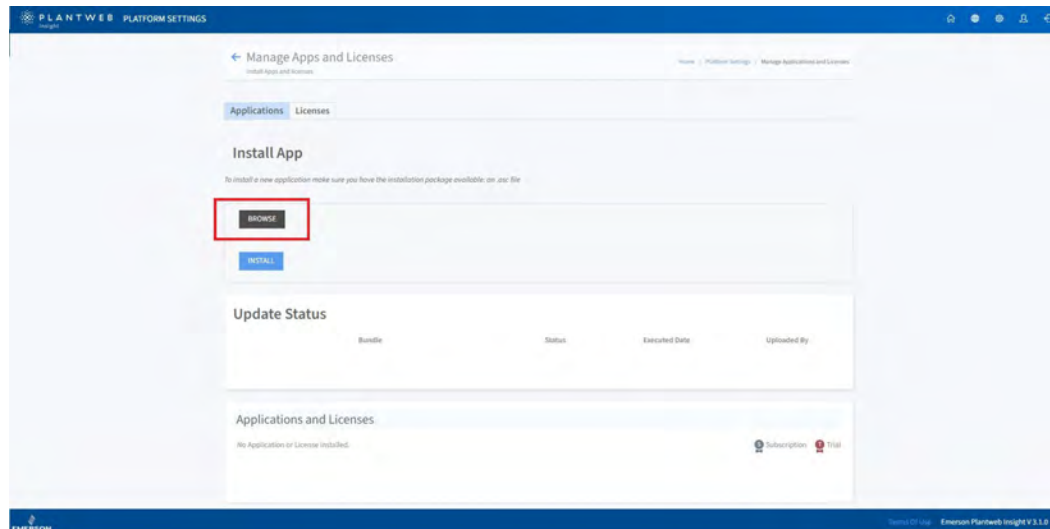 PLANTWEB PLATFORM SETTINGS
insight
← Manage Apps and Licenses
Install Apps and licenses
Home | Platform Settings | Manage Applications and Licenses
Applications Licenses
Install App
To install a new application make sure you have the installation package available: an .asr file
BROWSE
INSTALL
Update Status
Bundle Status Executed Date Uploaded By
Applications and Licenses
No Application or License installed.
Subscription Trial
EMERSON
Terms Of Use Emerson Plantweb Insight V 3.1.0